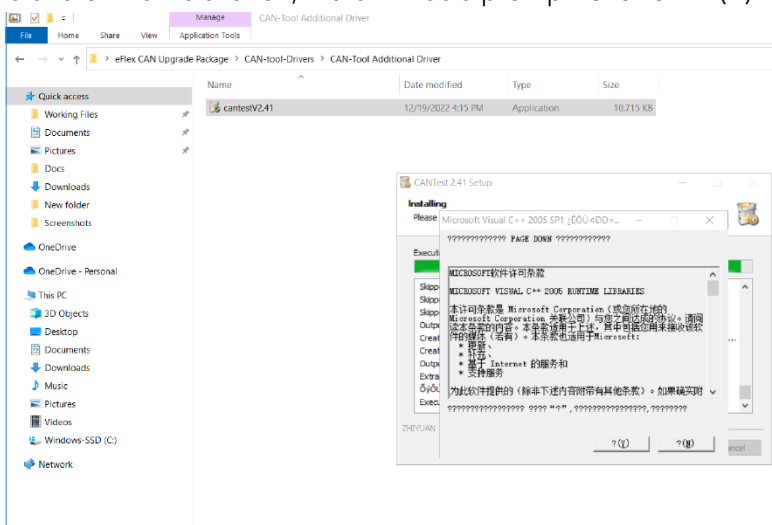 Manage
CAN-Tool Additional Driver
File
Home
Share
View
Application Tools
eFlex CAN Upgrade Package > CAN-tool-Drivers > CAN-Tool Additional Driver
Name
Date modified
Type
Size
Quick access
cantestV2.41
12/19/2022 4:15 PM
Application
10,715 KB
Working Files
Documents
Pictures
Docs
Downloads
New folder
Screenshots
OneDrive
OneDrive - Personal
This PC
3D Objects
Desktop
Documents
Downloads
Music
Pictures
Videos
Windows-SSD (C:)
Network
CANTest 2.41 Setup
Installing
Please
Microsoft Visual C++ 2005 SP1
????????????? PAGE DOWN ????????????
Execut
Skipp
Skipp
Skipp
Outpu
Creat
Creat
Outpu
Extra
Execu
MICROSOFT软件许可条款
MICROSOFT VISUAL C++ 2005 RUNTIME LIBRARIES
本许可条款是 Microsoft Corporation（或您所在地的
Microsoft Corporation 关联公司）与您之间达成的协议。请阅
读本条款的内容。本条款适用于上述，其中包括您用来接收该软
件的媒体（若有）。本条款也适用于Microsoft:
* 更新、
* 补充、
* 基于 Internet 的服务和
* 支持服务
为此软件提供的（除非下述内容附带有其他条款）。如果确实附
????????????????? ???? "?",?????????????????,????????
ZHIYUAN
?(Y)
?(N)
ncel